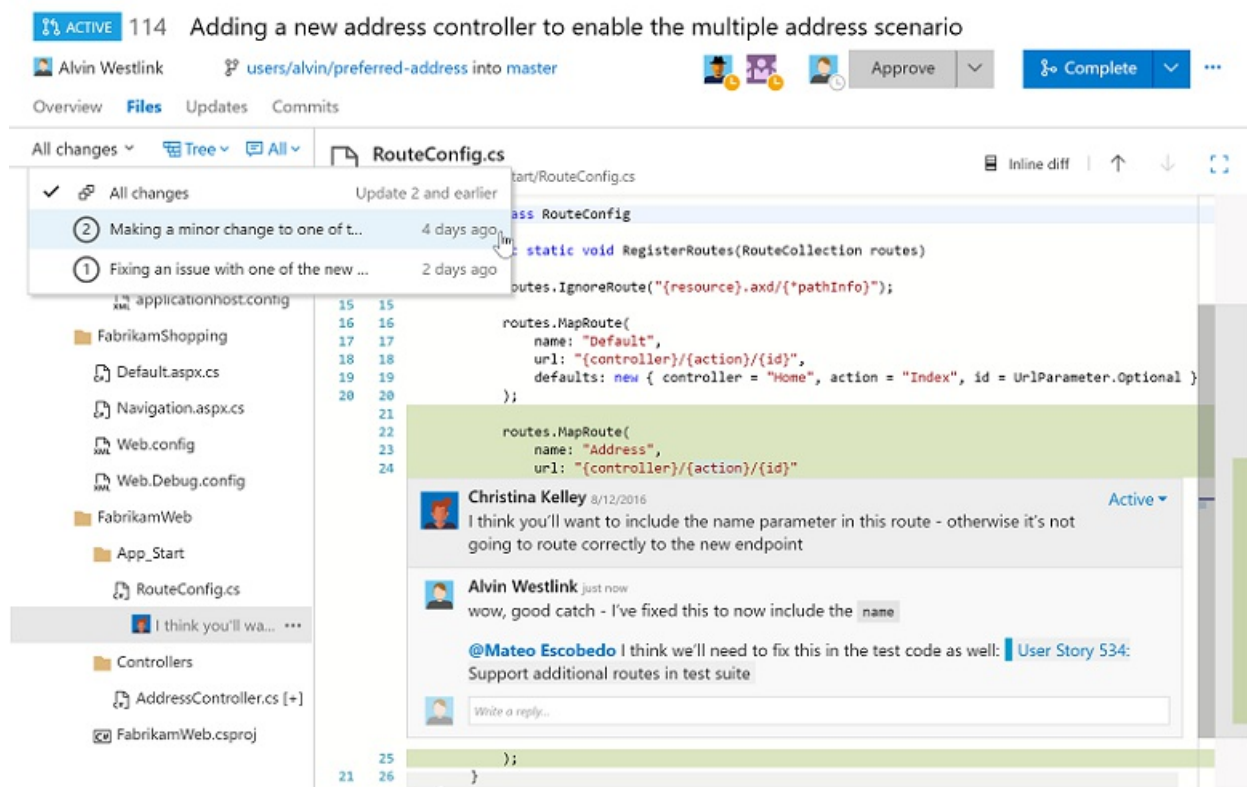 ACTIVE 114 Adding a new address controller to enable the multiple address scenario
Alvin Westlink users/alvin/preferred-address into master Approve Complete
Overview Files Updates Commits
All changes Tree All
RouteConfig.cs
tart/RouteConfig.cs Inline diff
All changes Update 2 and earlier
2 Making a minor change to one of t... 4 days ago
1 Fixing an issue with one of the new ... 2 days ago
applicationhost.config
FabrikamShopping
Default.aspx.cs
Navigation.aspx.cs
Web.config
Web.Debug.config
FabrikamWeb
App_Start
RouteConfig.cs
I think you'll wa...
Controllers
AddressController.cs [+]
FabrikamWeb.csproj
ass RouteConfig
static void RegisterRoutes(RouteCollection routes)
outes.IgnoreRoute("{resource}.axd/{*pathInfo}");
15 15
16 16 routes.MapRoute(
17 17 name: "Default",
18 18 url: "{controller}/{action}/{id}",
19 19 defaults: new { controller = "Home", action = "Index", id = UrlParameter.Optional }
20 20 );
21
22 routes.MapRoute(
23 name: "Address",
24 url: "{controller}/{action}/{id}"
Christina Kelley 8/12/2016 Active
I think you'll want to include the name parameter in this route - otherwise it's not
going to route correctly to the new endpoint
Alvin Westlink just now
wow, good catch - I've fixed this to now include the name
@Mateo Escobedo I think we'll need to fix this in the test code as well: User Story 534:
Support additional routes in test suite
Write a reply...
25 );
21 26 }